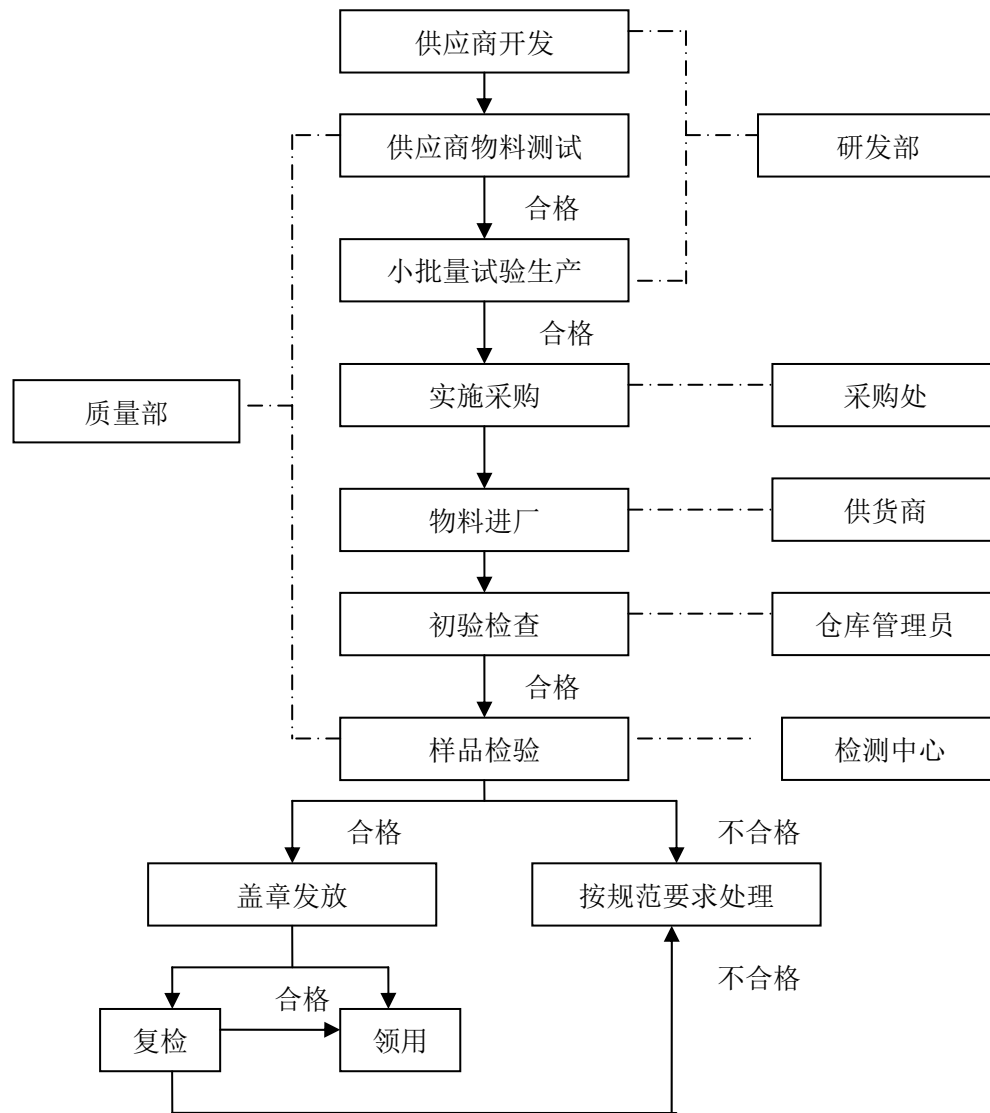 供应商开发
供应商物料测试
研发部
合格
小批量试验生产
合格
质量部
实施采购
采购处
物料进厂
供货商
初验检查
仓库管理员
合格
样品检验
检测中心
合格
不合格
盖章发放
按规范要求处理
合格
不合格
复检
领用